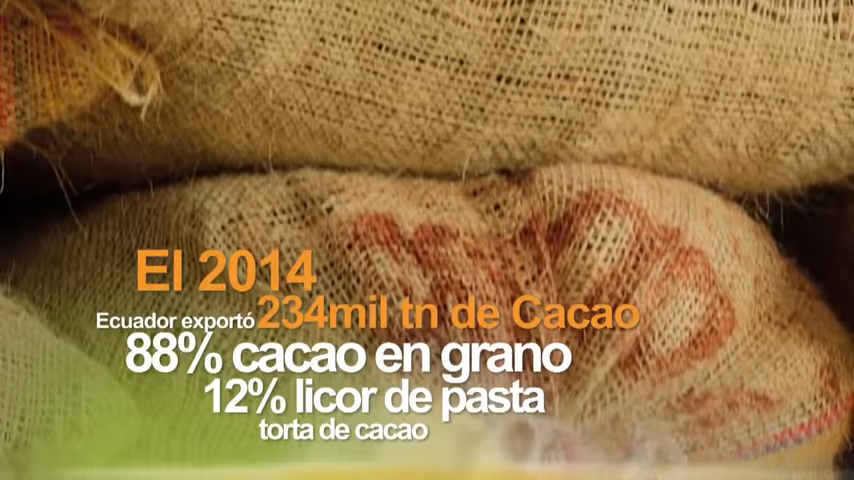 El 2014
Ecuador exportó 234mil tn de Cacao
88% cacao en grano
12% licor de pasta
torta de cacao